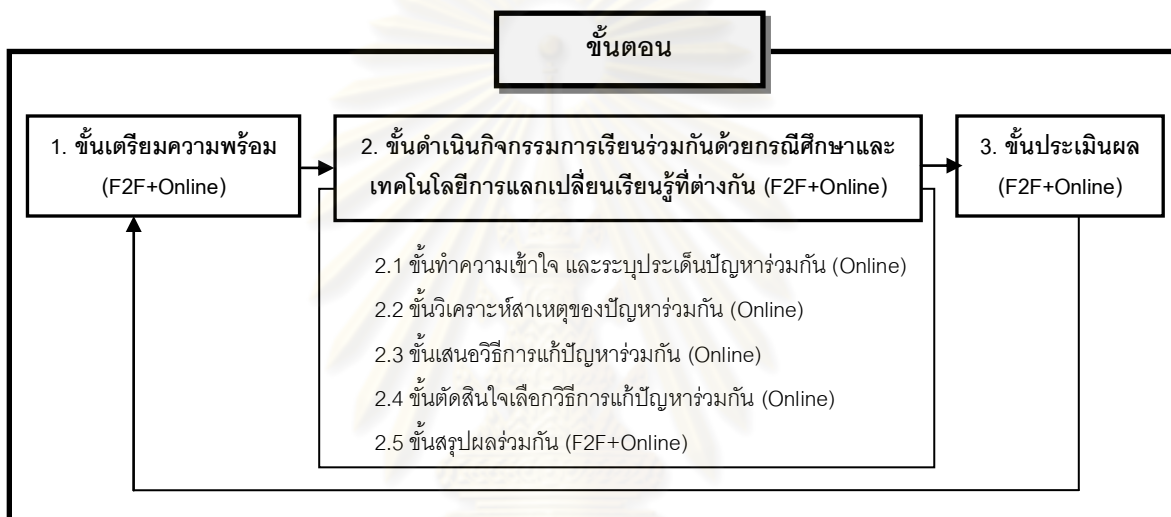 ขั้นตอน
1. ขั้นเตรียมความพร้อม
(F2F+Online)
2. ขั้นดำเนินกิจกรรมการเรียนร่วมกันด้วยกรณีศึกษาและ
เทคโนโลยีการแลกเปลี่ยนเรียนรู้ที่ต่างกัน (F2F+Online)
3. ขั้นประเมินผล
(F2F+Online)
2.1 ขั้นทำความเข้าใจ และระบุประเด็นปัญหาร่วมกัน (Online)
2.2 ขั้นวิเคราะห์สาเหตุของปัญหาร่วมกัน (Online)
2.3 ขั้นเสนอวิธีการแก้ปัญหาร่วมกัน (Online)
2.4 ขั้นตัดสินใจเลือกวิธีการแก้ปัญหาร่วมกัน (Online)
2.5 ขั้นสรุปผลร่วมกัน (F2F+Online)